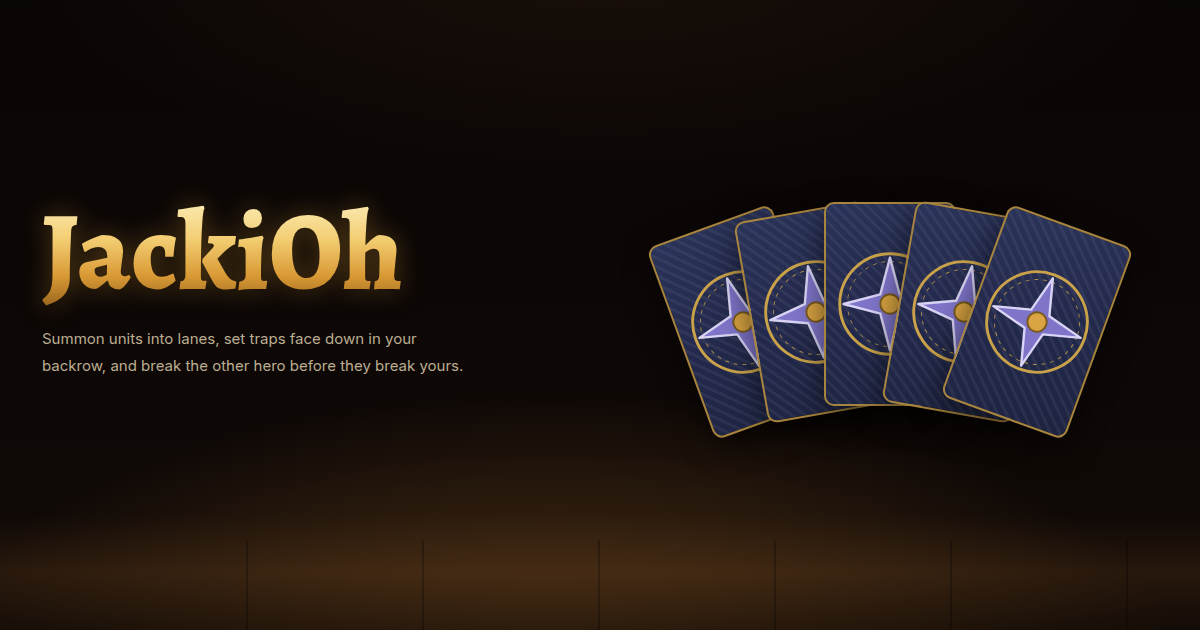 JackiOh
Summon units into lanes, set traps face down in your
backrow, and break the other hero before they break yours.